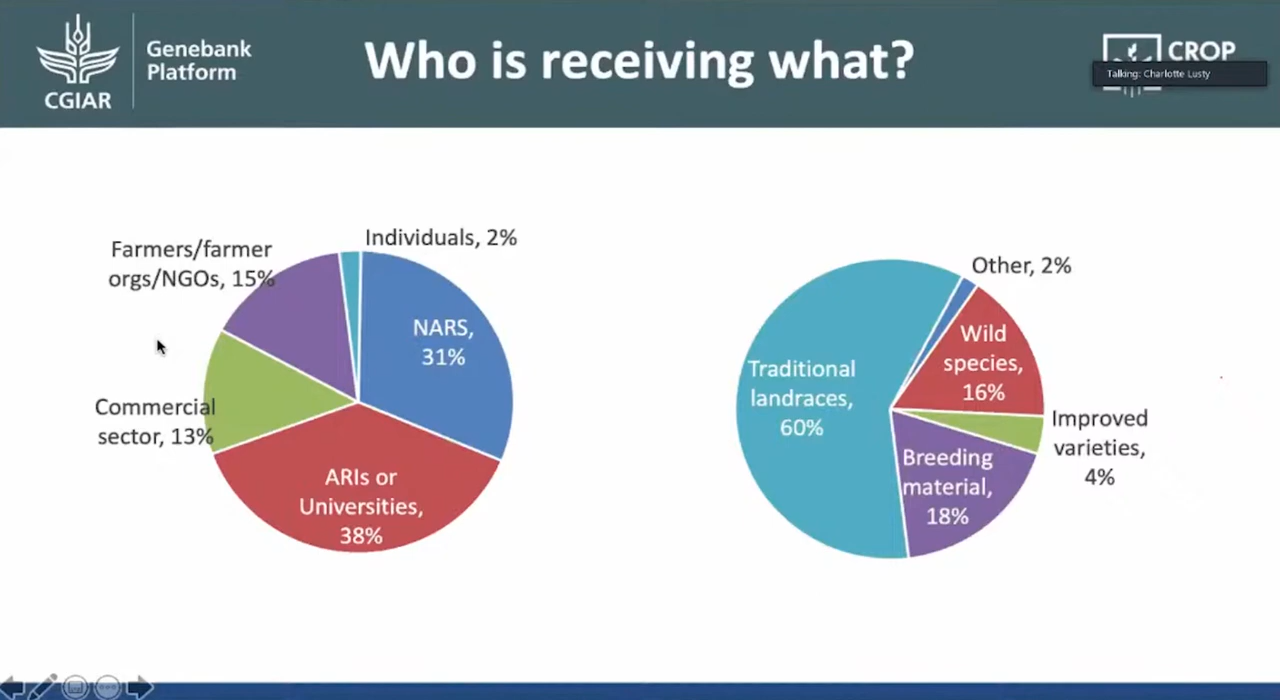 CGIAR
Genebank
Platform
Who is receiving what?
CROP
Talking: Charlotte Lusty
Individuals, 2%
Farmers/farmer
orgs/NGOs, 15%
NARS,
31%
Commercial
sector, 13%
ARIs or
Universities,
38%
Other, 2%
Wild
species,
16%
Traditional
landraces,
60%
Improved
varieties,
4%
Breeding
material,
18%